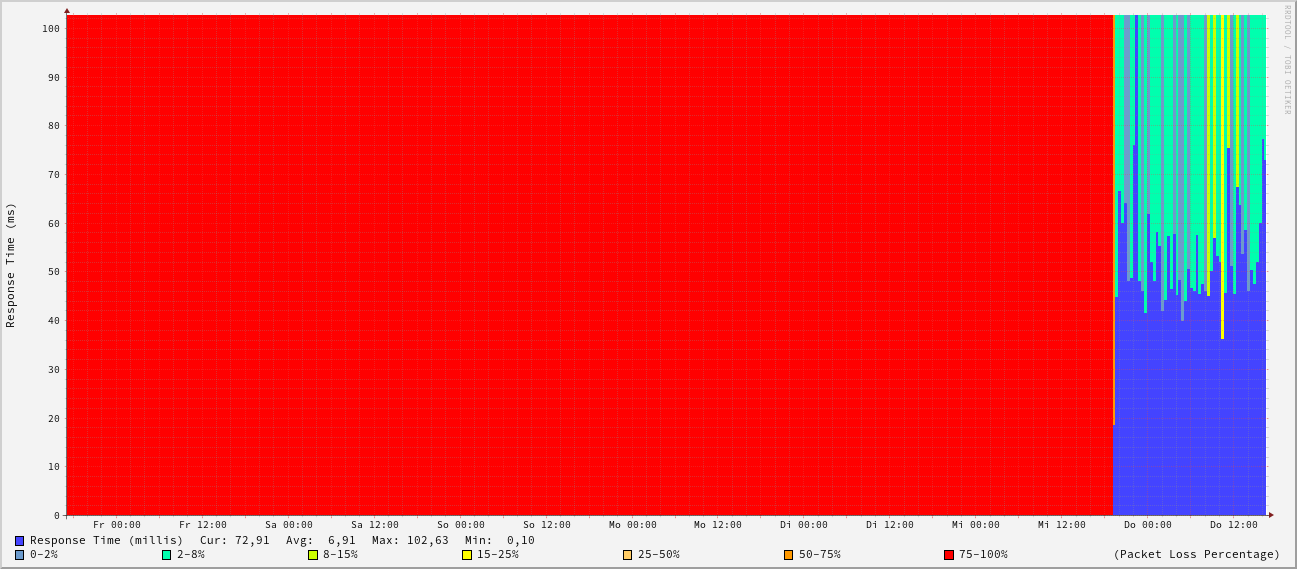 RRDTOOL / TOBI OETIKER
Response Time (ms)
100
90
80
70
60
50
40
30
20
10
0
Fr 00:00 Fr 12:00 Sa 00:00 Sa 12:00 So 00:00 So 12:00 Mo 00:00 Mo 12:00 Di 00:00 Di 12:00 Mi 00:00 Mi 12:00 Do 00:00 Do 12:00
Response Time (millis) Cur: 72,91 Avg: 6,91 Max: 102,63 Min: 0,10
0-2% 2-8% 8-15% 15-25% 25-50% 50-75% 75-100% (Packet Loss Percentage)